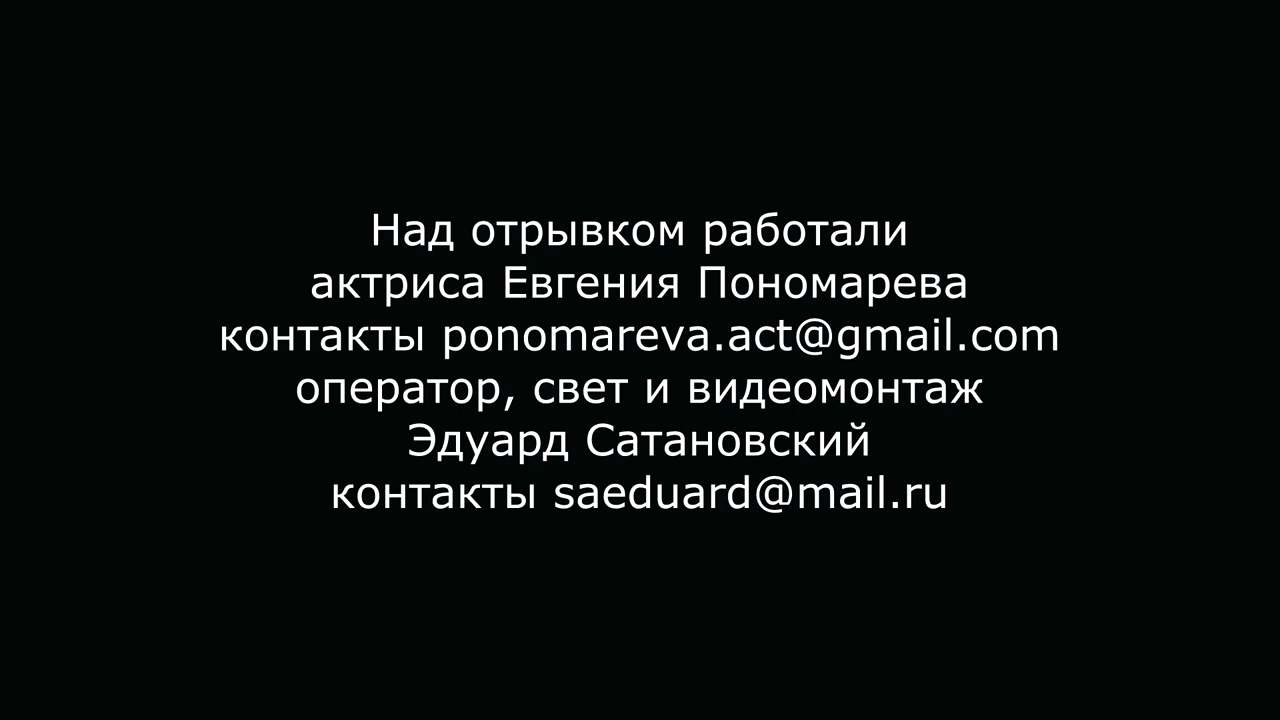 Над отрывком работали
актриса Евгения Пономарева
контакты ponomareva.act@gmail.com
оператор, свет и видеомонтаж
Эдуард Сатановский
контакты saeduard@mail.ru